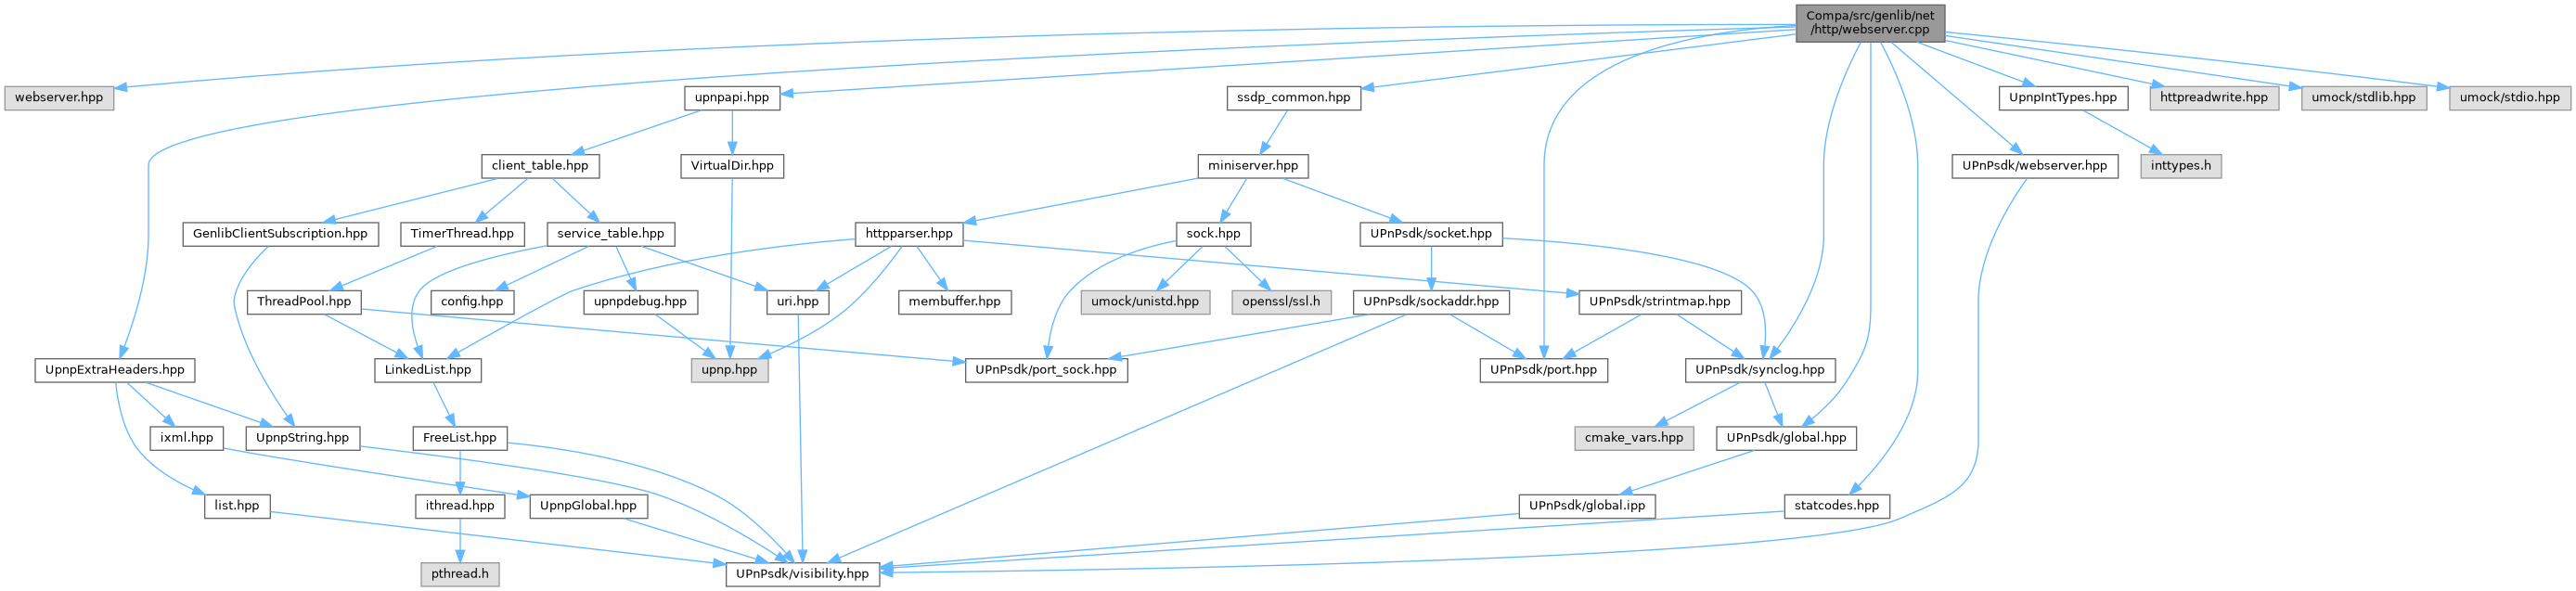 Compa/src/genlib/net
/http/webserver.cpp
webserver.hpp
upnpapi.hpp
ssdp_common.hpp
UpnpIntTypes.hpp
httpreadwrite.hpp
umock/stdlib.hpp
umock/stdio.hpp
client_table.hpp
VirtualDir.hpp
miniserver.hpp
UPnPsdk/webserver.hpp
inttypes.h
GenlibClientSubscription.hpp
TimerThread.hpp
service_table.hpp
httpparser.hpp
sock.hpp
UPnPsdk/socket.hpp
ThreadPool.hpp
config.hpp
upnpdebug.hpp
uri.hpp
membuffer.hpp
umock/unistd.hpp
openssl/ssl.h
UPnPsdk/sockaddr.hpp
UPnPsdk/strintmap.hpp
UpnpExtraHeaders.hpp
LinkedList.hpp
upnp.hpp
UPnPsdk/port_sock.hpp
UPnPsdk/port.hpp
UPnPsdk/synclog.hpp
ixml.hpp
UpnpString.hpp
FreeList.hpp
cmake_vars.hpp
UPnPsdk/global.hpp
list.hpp
ithread.hpp
UpnpGlobal.hpp
UPnPsdk/global.ipp
statcodes.hpp
pthread.h
UPnPsdk/visibility.hpp